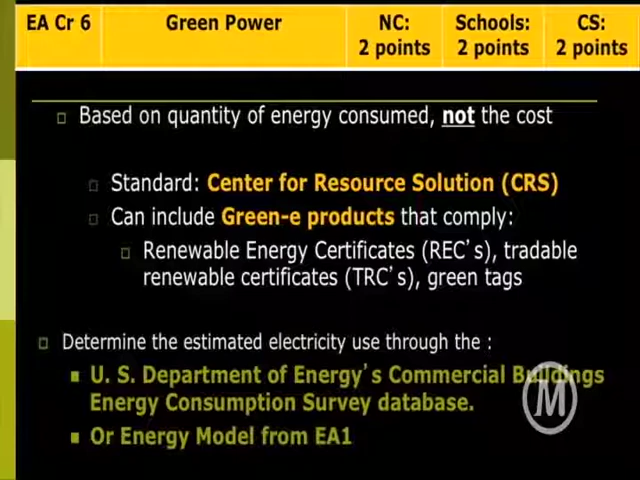 EA Cr 6 Green Power NC: 2 points Schools: 2 points CS: 2 points
Based on quantity of energy consumed, not the cost
Standard: Center for Resource Solution (CRS)
Can include Green-e products that comply:
Renewable Energy Certificates (REC's), tradable
renewable certificates (TRC's), green tags
Determine the estimated electricity use through the :
U. S. Department of Energy's Commercial Buildings
Energy Consumption Survey database.
Or Energy Model from EA1
M